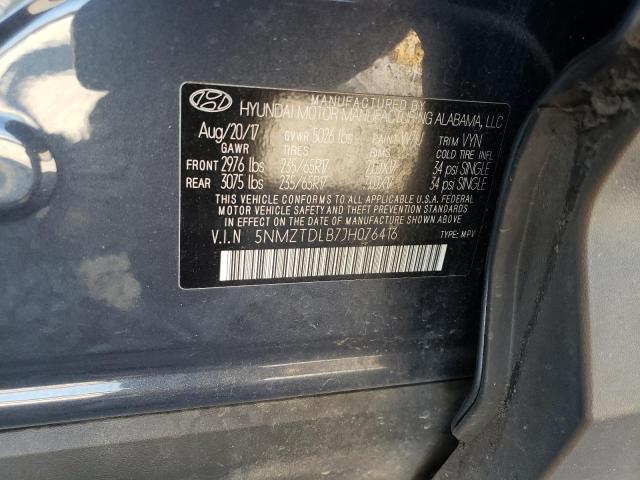 MANUFACTURED BY
HYUNDAI MOTOR MANUFACTURING ALABAMA, LLC
Aug/20/17 GVWR 5026 lbs PAINT TRIM VYN
GAWR TIRES RIMS COLD TIRE INFL
FRONT 2976 lbs 235/65R17 34 psi SINGLE
REAR 3075 lbs 235/65R17 34 psi SINGLE
THIS VEHICLE CONFORMS TO ALL APPLICABLE U.S.A. FEDERAL
MOTOR VEHICLE SAFETY AND THEFT PREVENTION STANDARDS
IN EFFECT ON THE DATE OF MANUFACTURE SHOWN ABOVE.
V.I.N 5NMZTDLB7JH076416 TYPE: MPV